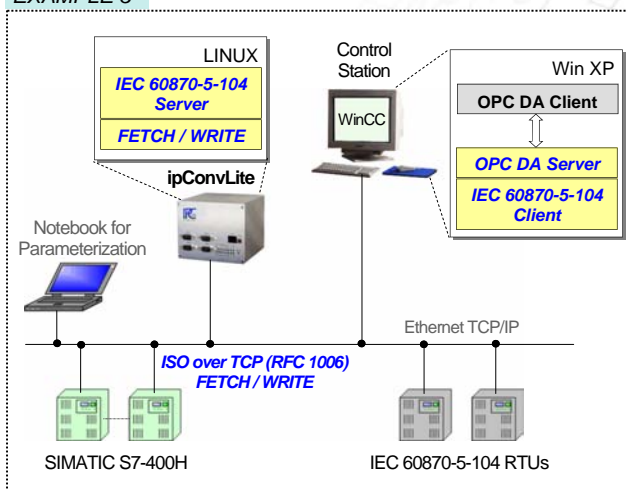 LINUX
IEC 60870-5-104
Server
FETCH / WRITE
ipConvLite
Control
Station
WinCC
Win XP
OPC DA Client
OPC DA Server
IEC 60870-5-104
Client
Notebook for
Parameterization
Ethernet TCP/IP
ISO over TCP (RFC 1006)
FETCH / WRITE
SIMATIC S7-400H
IEC 60870-5-104 RTUs